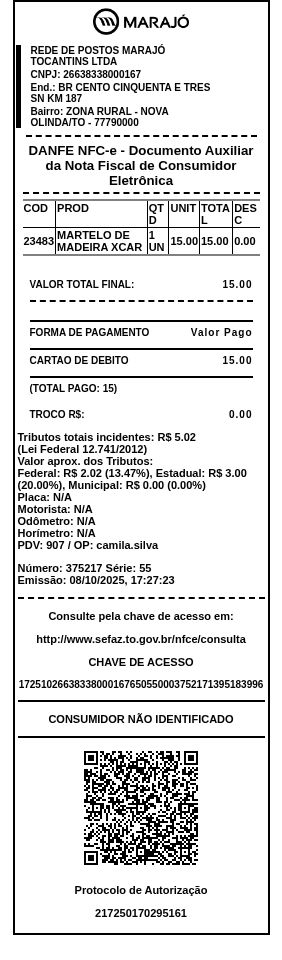 MARAJÓ
REDE DE POSTOS MARAJÓ
TOCANTINS LTDA
CNPJ: 26638338000167
End.: BR CENTO CINQUENTA E TRES
SN KM 187
Bairro: ZONA RURAL - NOVA
OLINDA/TO - 77790000
DANFE NFC-e - Documento Auxiliar
da Nota Fiscal de Consumidor
Eletrônica
COD PROD QT D UNIT TOTA L DES C
23483 MARTELO DE MADEIRA XCAR 1 UN 15.00 15.00 0.00
VALOR TOTAL FINAL: 15.00
FORMA DE PAGAMENTO Valor Pago
CARTAO DE DEBITO 15.00
(TOTAL PAGO: 15)
TROCO R$: 0.00
Tributos totais incidentes: R$ 5.02
(Lei Federal 12.741/2012)
Valor aprox. dos Tributos:
Federal: R$ 2.02 (13.47%), Estadual: R$ 3.00
(20.00%), Municipal: R$ 0.00 (0.00%)
Placa: N/A
Motorista: N/A
Odômetro: N/A
Horímetro: N/A
PDV: 907 / OP: camila.silva
Número: 375217 Série: 55
Emissão: 08/10/2025, 17:27:23
Consulte pela chave de acesso em:
http://www.sefaz.to.gov.br/nfce/consulta
CHAVE DE ACESSO
17251026638338000167650550003752171395183996
CONSUMIDOR NÃO IDENTIFICADO
Protocolo de Autorização
217250170295161